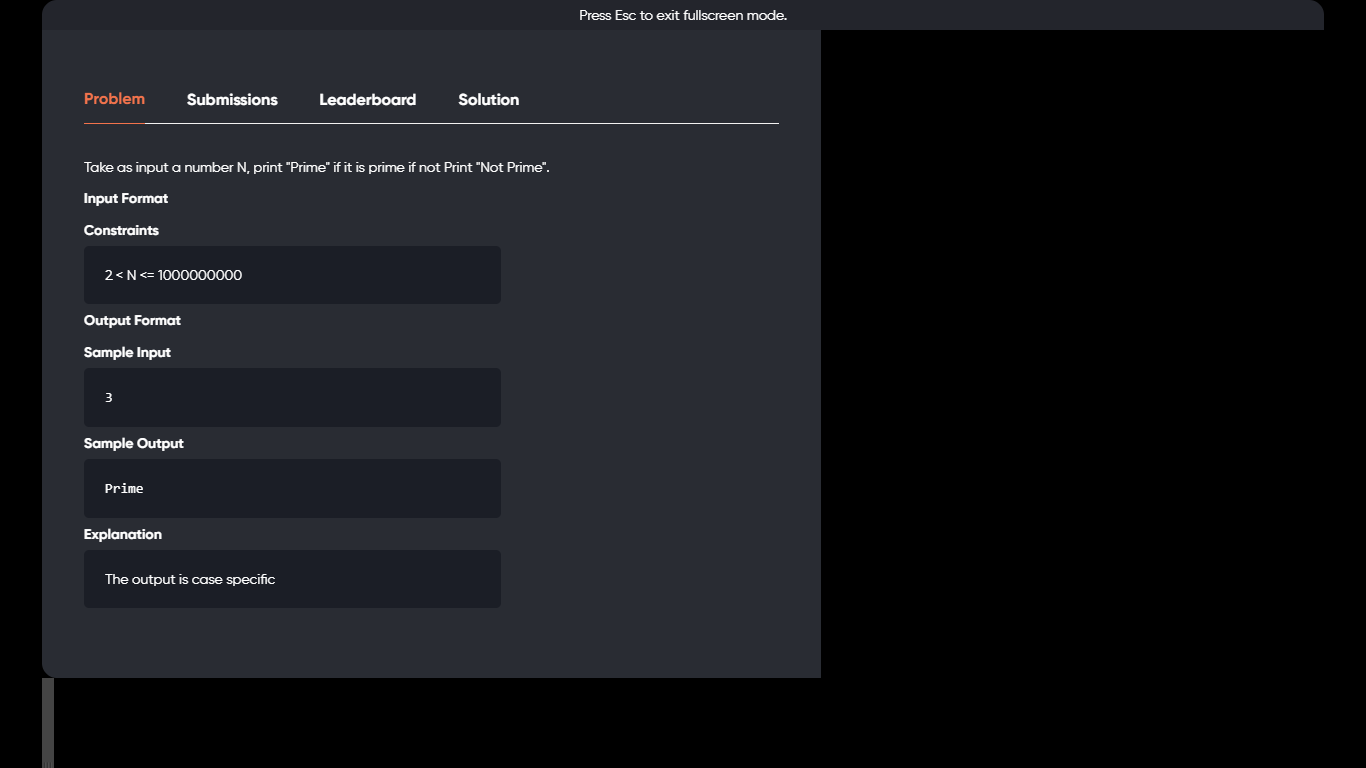 Press Esc to exit fullscreen mode.
Problem Submissions Leaderboard Solution
Take as input a number N, print "Prime" if it is prime if not Print "Not Prime".
Input Format
Constraints
2 < N <= 1000000000
Output Format
Sample Input
3
Sample Output
Prime
Explanation
The output is case specific